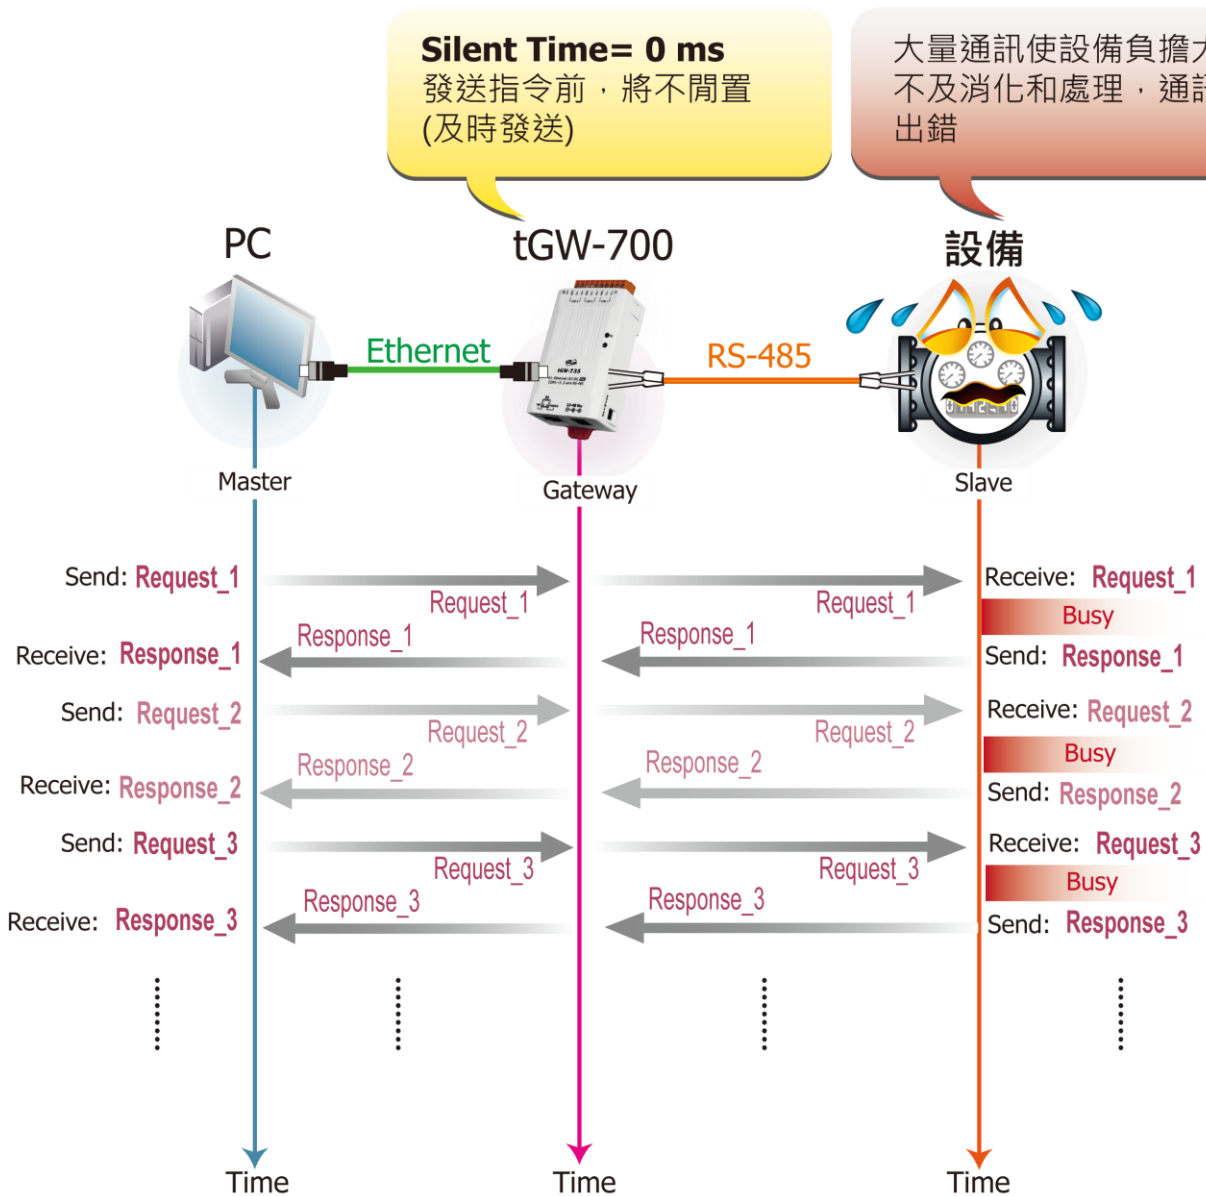 Silent Time= 0 ms
發送指令前，將不閒置
(及時發送)
大量通訊使設備負擔大
不及消化和處理，通訊
出錯
PC
tGW-700
設備
Ethernet
RS-485
tGW-735
Master
Gateway
Slave
Send: Request_1
Request_1
Request_1
Receive: Request_1
Busy
Response_1
Response_1
Receive: Response_1
Send: Response_1
Send: Request_2
Request_2
Request_2
Receive: Request_2
Busy
Response_2
Response_2
Receive: Response_2
Send: Response_2
Send: Request_3
Request_3
Request_3
Receive: Request_3
Busy
Response_3
Response_3
Receive: Response_3
Send: Response_3
Time
Time
Time